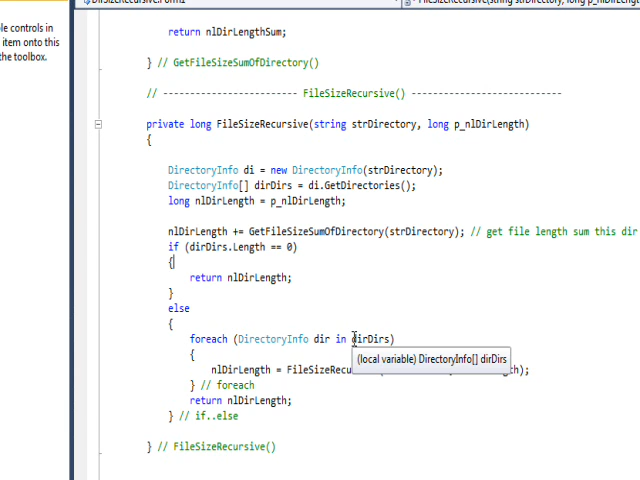 DirSizeRecursive.Form1
FileSizeRecursive(string strDirectory, long p_nlDirLength
le controls in
item onto this
the toolbox.
return nlDirLengthSum;
} // GetFileSizeSumOfDirectory()
// ------------------------- FileSizeRecursive() ----------------------------
private long FileSizeRecursive(string strDirectory, long p_nlDirLength)
{
DirectoryInfo di = new DirectoryInfo(strDirectory);
DirectoryInfo[] dirDirs = di.GetDirectories();
long nlDirLength = p_nlDirLength;
nlDirLength += GetFileSizeSumOfDirectory(strDirectory); // get file length sum this dir
if (dirDirs.Length == 0)
{
return nlDirLength;
}
else
{
foreach (DirectoryInfo dir in dirDirs)
{
(local variable) DirectoryInfo[] dirDirs
nlDirLength = FileSizeRecu th);
} // foreach
return nlDirLength;
} // if..else
} // FileSizeRecursive()